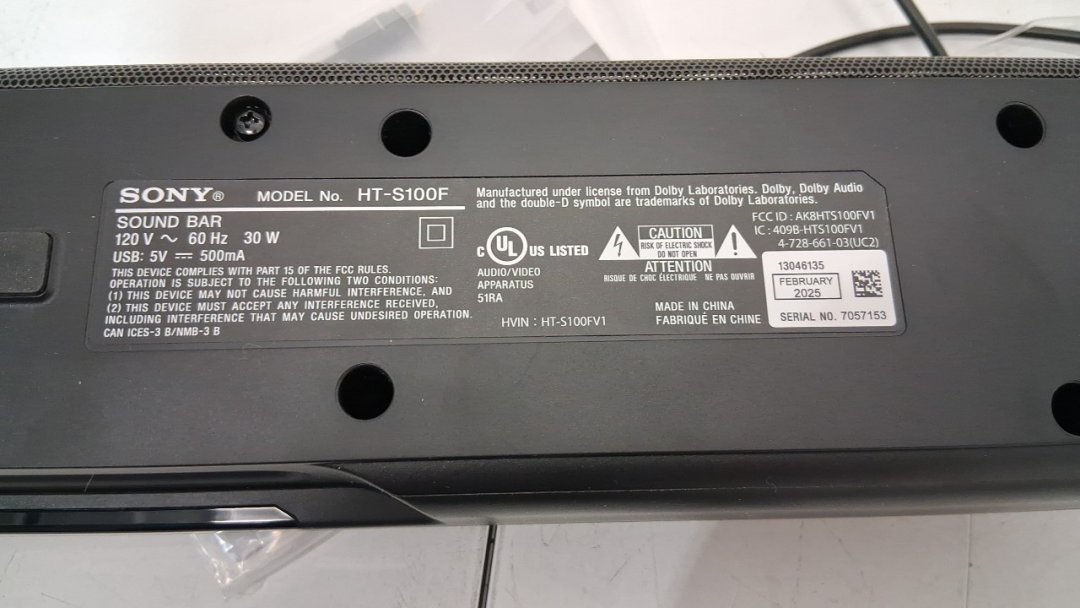 SONY® MODEL No. HT-S100F
SOUND BAR
120 V ~ 60 Hz 30 W
USB: 5V ⎓ 500mA
THIS DEVICE COMPLIES WITH PART 15 OF THE FCC RULES.
OPERATION IS SUBJECT TO THE FOLLOWING TWO CONDITIONS:
(1) THIS DEVICE MAY NOT CAUSE HARMFUL INTERFERENCE, AND
(2) THIS DEVICE MUST ACCEPT ANY INTERFERENCE RECEIVED,
INCLUDING INTERFERENCE THAT MAY CAUSE UNDESIRED OPERATION.
CAN ICES-3 B/NMB-3 B
Manufactured under license from Dolby Laboratories. Dolby, Dolby Audio
and the double-D symbol are trademarks of Dolby Laboratories.
c UL® US LISTED
AUDIO/VIDEO
APPARATUS
51RA
HVIN : HT-S100FV1
CAUTION
RISK OF ELECTRIC SHOCK
DO NOT OPEN
ATTENTION
RISQUE DE CHOC ÉLECTRIQUE NE PAS OUVRIR
MADE IN CHINA
FABRIQUÉ EN CHINE
FCC ID : AK8HTS100FV1
IC : 409B-HTS100FV1
4-728-661-03(UC2)
13046135
FEBRUARY
2025
SERIAL NO. 7057153